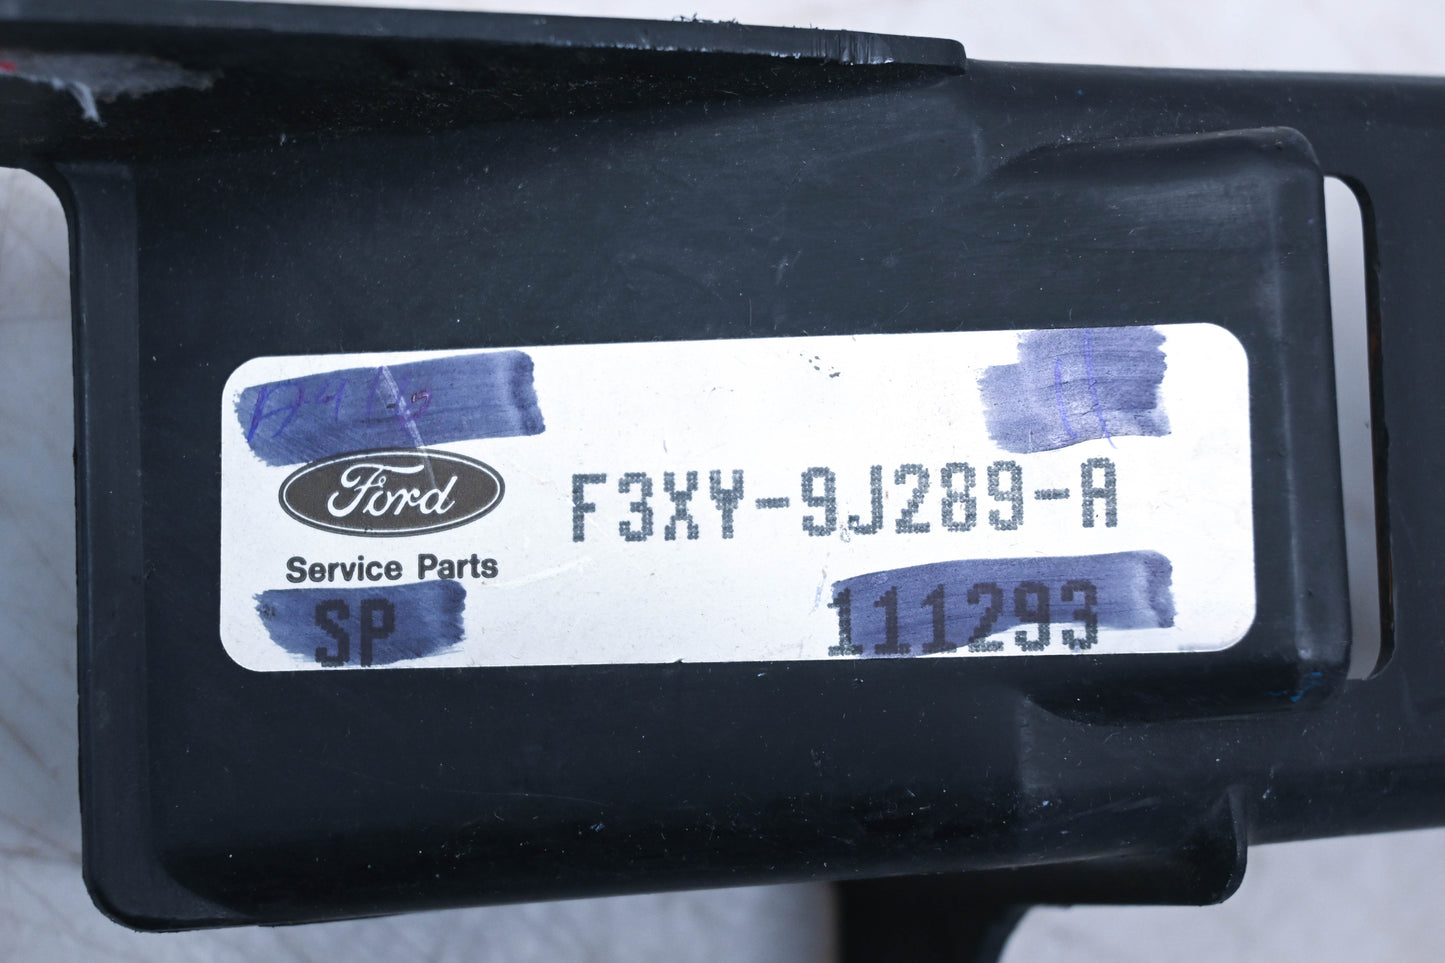 Ford
F3XY-9J289-A
Service Parts
SP
111293